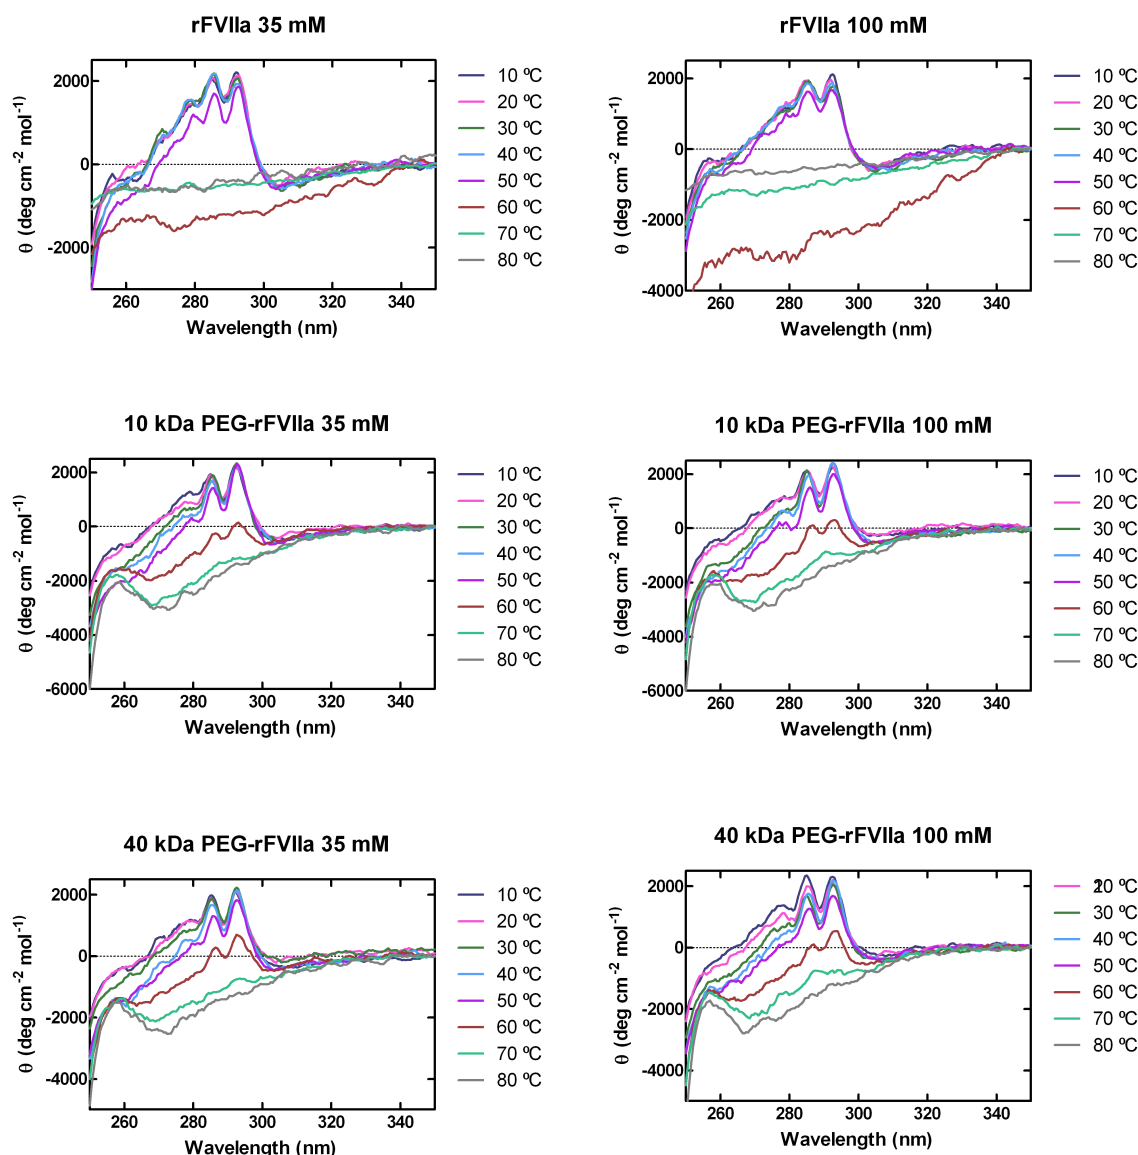 rFVIIa 35 mM
2000
0
-2000
θ (deg cm⁻² mol⁻¹)
260 280 300 320 340
Wavelength (nm)
10 ºC
20 ºC
30 ºC
40 ºC
50 ºC
60 ºC
70 ºC
80 ºC
rFVIIa 100 mM
2000
0
-2000
-4000
θ (deg cm⁻² mol⁻¹)
260 280 300 320 340
Wavelength (nm)
10 ºC
20 ºC
30 ºC
40 ºC
50 ºC
60 ºC
70 ºC
80 ºC
10 kDa PEG-rFVIIa 35 mM
2000
0
-2000
-4000
-6000
θ (deg cm⁻² mol⁻¹)
260 280 300 320 340
Wavelength (nm)
10 ºC
20 ºC
30 ºC
40 ºC
50 ºC
60 ºC
70 ºC
80 ºC
10 kDa PEG-rFVIIa 100 mM
2000
0
-2000
-4000
-6000
θ (deg cm⁻² mol⁻¹)
260 280 300 320 340
Wavelength (nm)
10 ºC
20 ºC
30 ºC
40 ºC
50 ºC
60 ºC
70 ºC
80 ºC
40 kDa PEG-rFVIIa 35 mM
2000
0
-2000
-4000
θ (deg cm⁻² mol⁻¹)
260 280 300 320 340
Wavelength (nm)
10 ºC
20 ºC
30 ºC
40 ºC
50 ºC
60 ºC
70 ºC
80 ºC
40 kDa PEG-rFVIIa 100 mM
2000
0
-2000
-4000
θ (deg cm⁻² mol⁻¹)
260 280 300 320 340
Wavelength (nm)
ºC
30 ºC
40 ºC
50 ºC
60 ºC
70 ºC
80 ºC